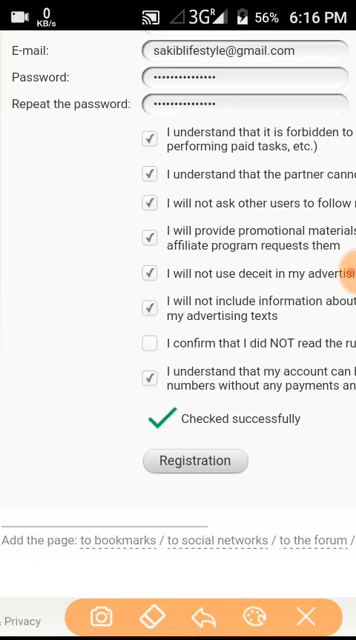 0
KB/s
3G
56%
6:16 PM
E-mail: sakiblifestyle@gmail.com
Password: •••••••••••••••
Repeat the password: •••••••••••••••
I understand that it is forbidden to
performing paid tasks, etc.)
I understand that the partner
I will not ask other users to follow
I will provide promotional materials
affiliate program requests them
I will not use deceit in my
I will not include information about
my advertising texts
I confirm that I did NOT read the
I understand that my account can
numbers without any payments
Checked successfully
Registration
Add the page: to bookmarks / to social networks / to the forum /
Privacy